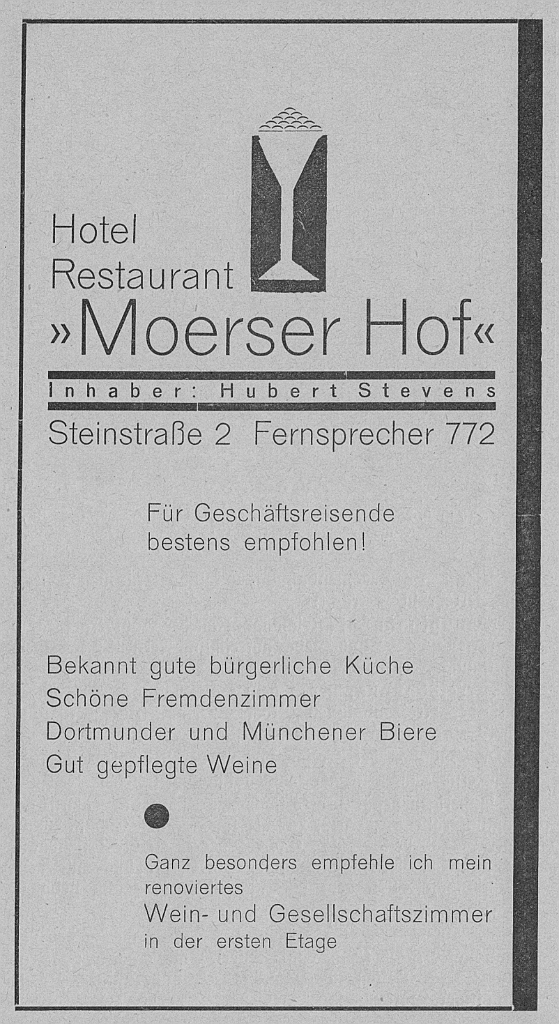 Hotel
Restaurant
»Moerser Hof«
Inhaber: Hubert Stevens
Steinstraße 2 Fernsprecher 772
Für Geschäftsreisende
bestens empfohlen!
Bekannt gute bürgerliche Küche
Schöne Fremdenzimmer
Dortmunder und Münchener Biere
Gut gepflegte Weine
Ganz besonders empfehle ich mein
renoviertes
Wein- und Gesellschaftszimmer
in der ersten Etage